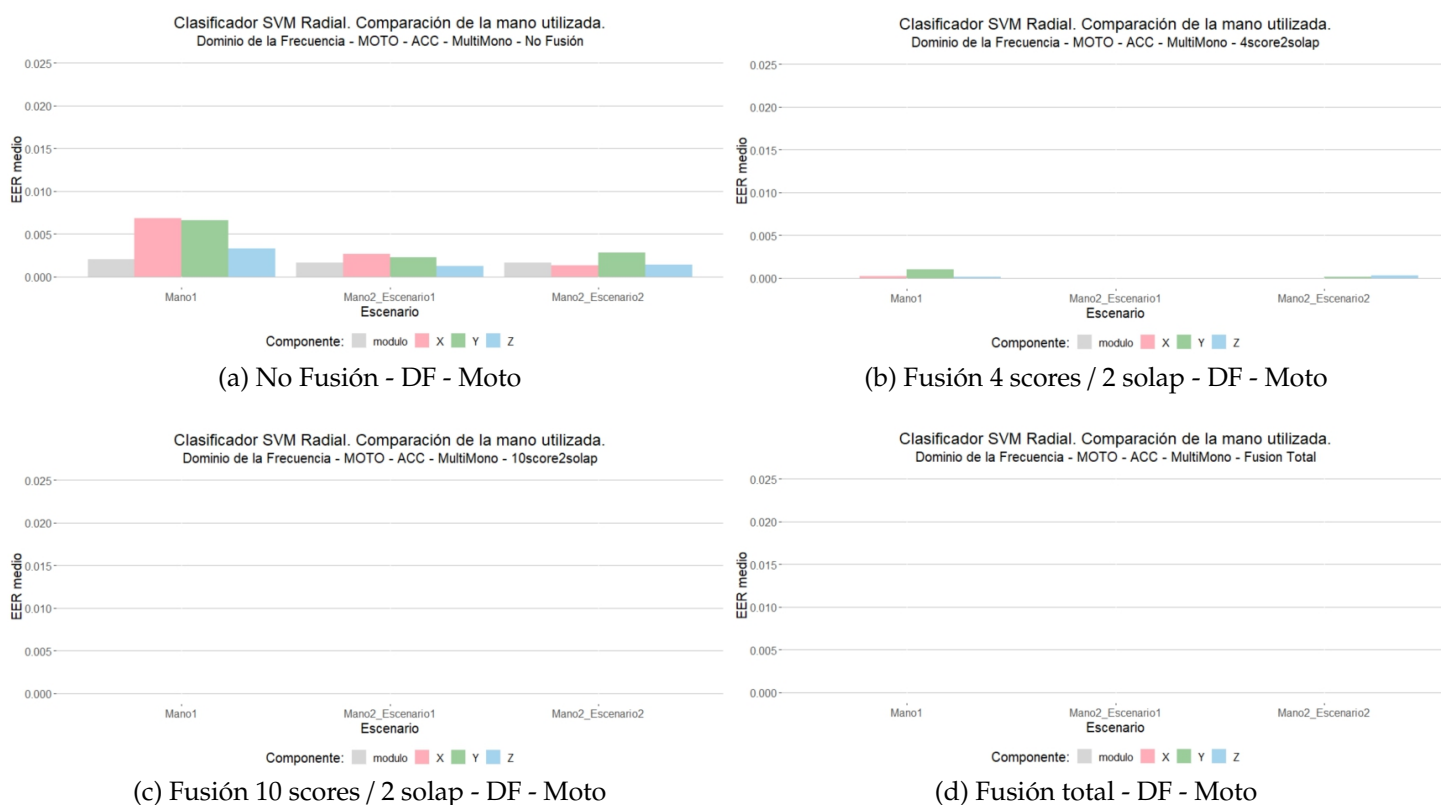 Clasificador SVM Radial. Comparación de la mano utilizada.
Dominio de la Frecuencia - MOTO - ACC - MultiMono - No Fusión
0.025
0.020
0.015
0.010
0.005
0.000
EER medio
Mano1 Mano2_Escenario1 Mano2_Escenario2
Escenario
Componente: modulo X Y Z
(a) No Fusión - DF - Moto
Clasificador SVM Radial. Comparación de la mano utilizada.
Dominio de la Frecuencia - MOTO - ACC - MultiMono - 4score2solap
0.025
0.020
0.015
0.010
0.005
0.000
EER medio
Mano1 Mano2_Escenario1 Mano2_Escenario2
Escenario
Componente: modulo X Y Z
(b) Fusión 4 scores / 2 solap - DF - Moto
Clasificador SVM Radial. Comparación de la mano utilizada.
Dominio de la Frecuencia - MOTO - ACC - MultiMono - 10score2solap
0.025
0.020
0.015
0.010
0.005
0.000
EER medio
Mano1 Mano2_Escenario1 Mano2_Escenario2
Escenario
Componente: modulo X Y Z
(c) Fusión 10 scores / 2 solap - DF - Moto
Clasificador SVM Radial. Comparación de la mano utilizada.
Dominio de la Frecuencia - MOTO - ACC - MultiMono - Fusion Total
0.025
0.020
0.015
0.010
0.005
0.000
EER medio
Mano1 Mano2_Escenario1 Mano2_Escenario2
Escenario
Componente: modulo X Y Z
(d) Fusión total - DF - Moto